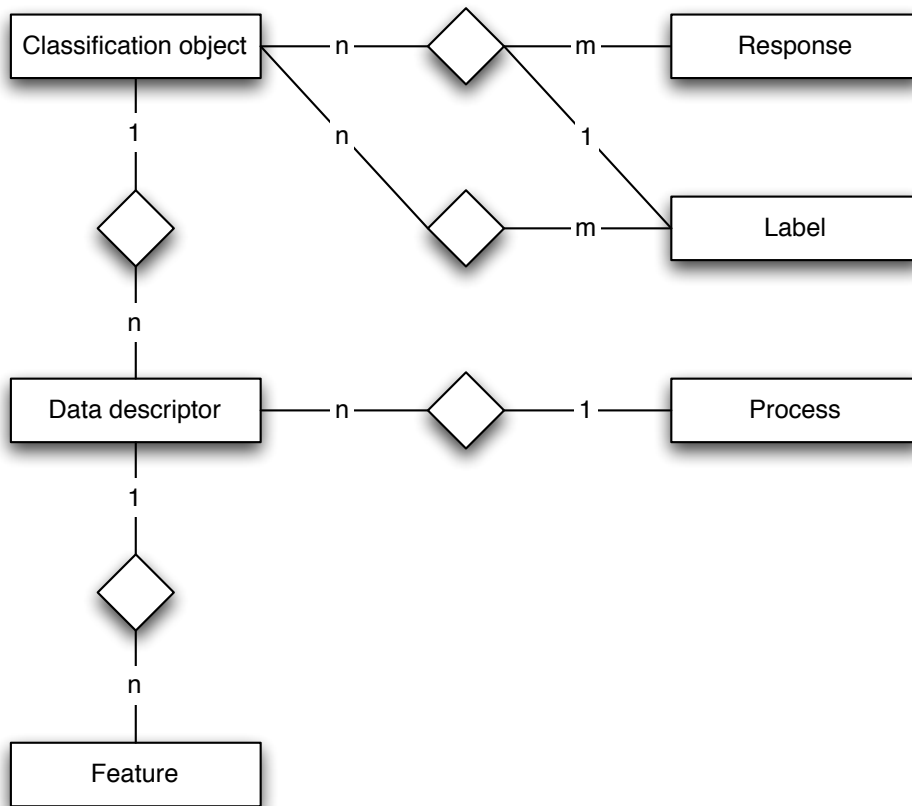 Classification object
n
m
Response
1
n
1
n
m
Label
n
Data descriptor
n
1
Process
1
n
Feature